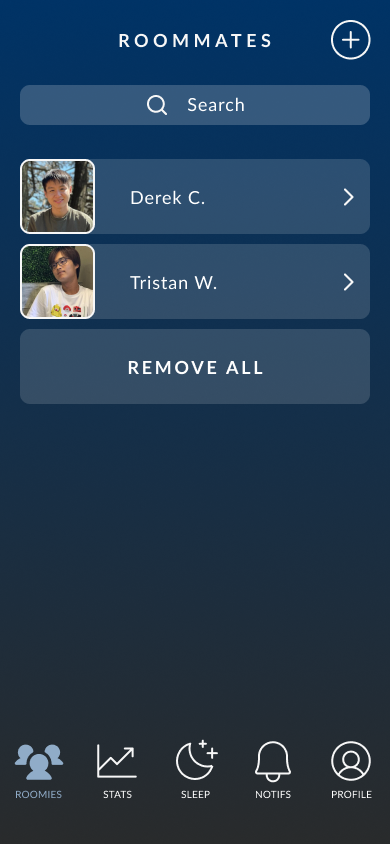 ROOMMATES
Search
Derek C.
Tristan W.
REMOVE ALL
ROOMIES STATS SLEEP NOTIFS PROFILE